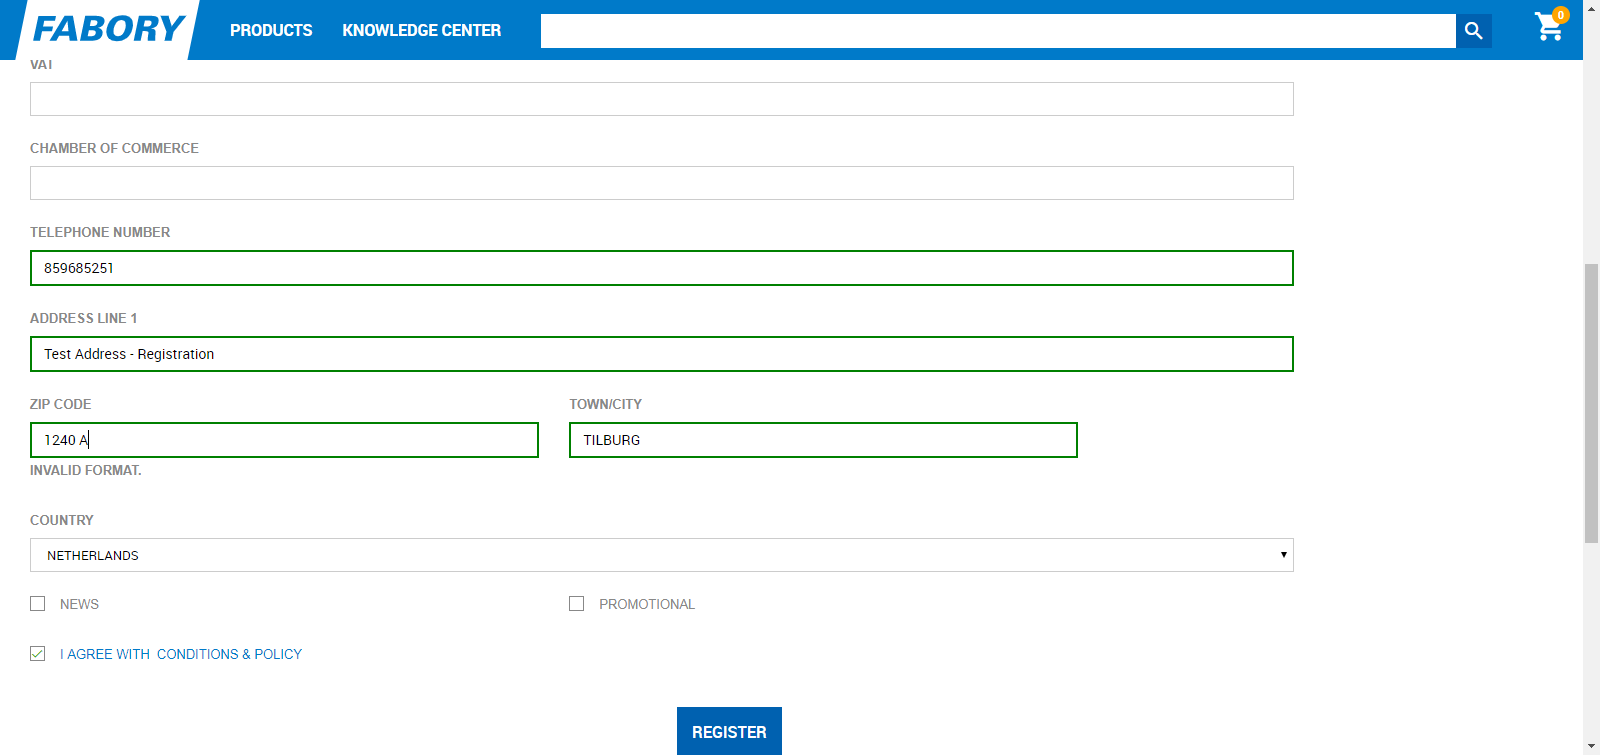 FABORY PRODUCTS KNOWLEDGE CENTER 0
VAT
CHAMBER OF COMMERCE
TELEPHONE NUMBER
859685251
ADDRESS LINE 1
Test Address - Registration
ZIP CODE TOWN/CITY
1240 A TILBURG
INVALID FORMAT.
COUNTRY
NETHERLANDS
NEWS PROMOTIONAL
I AGREE WITH CONDITIONS & POLICY
REGISTER